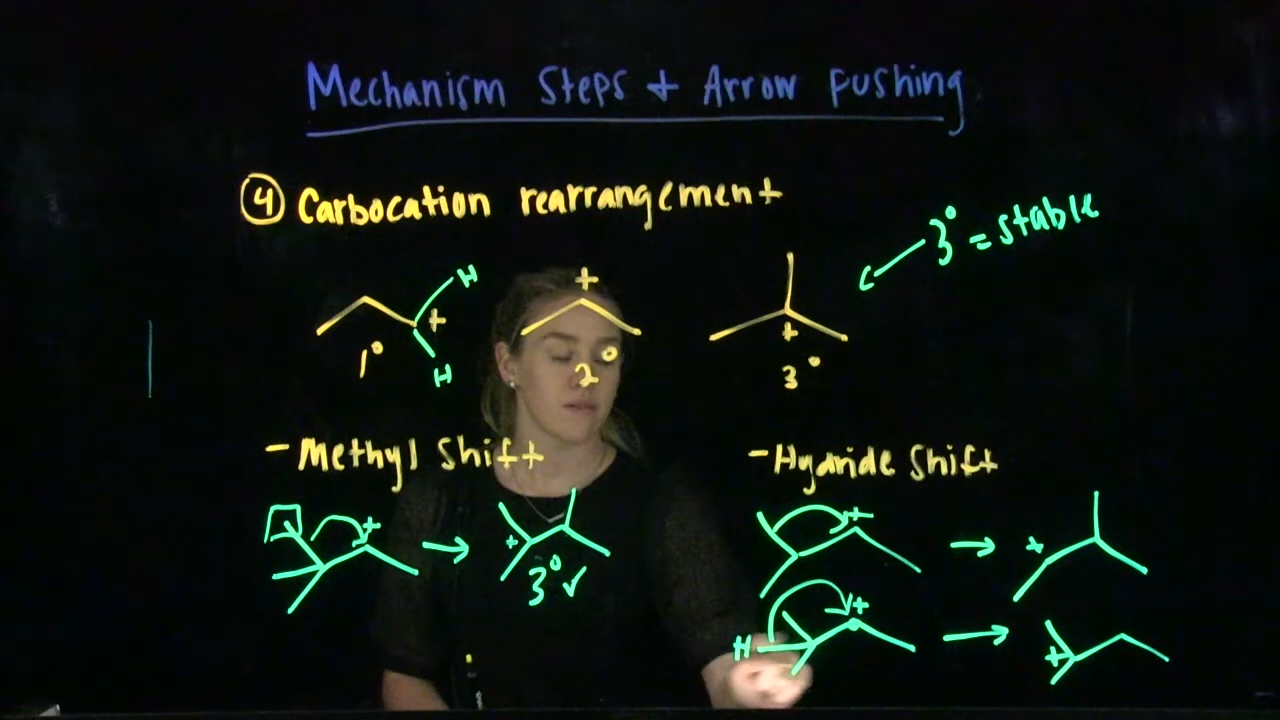 Mechanism Steps + Arrow Pushing
④ Carbocation rearrangement
C 3° = stable
H + H 1°
+ 2°
+ 3°
- Methyl Shift
- Hydride Shift
+ → + 3° ✓
+ → +
H + → +